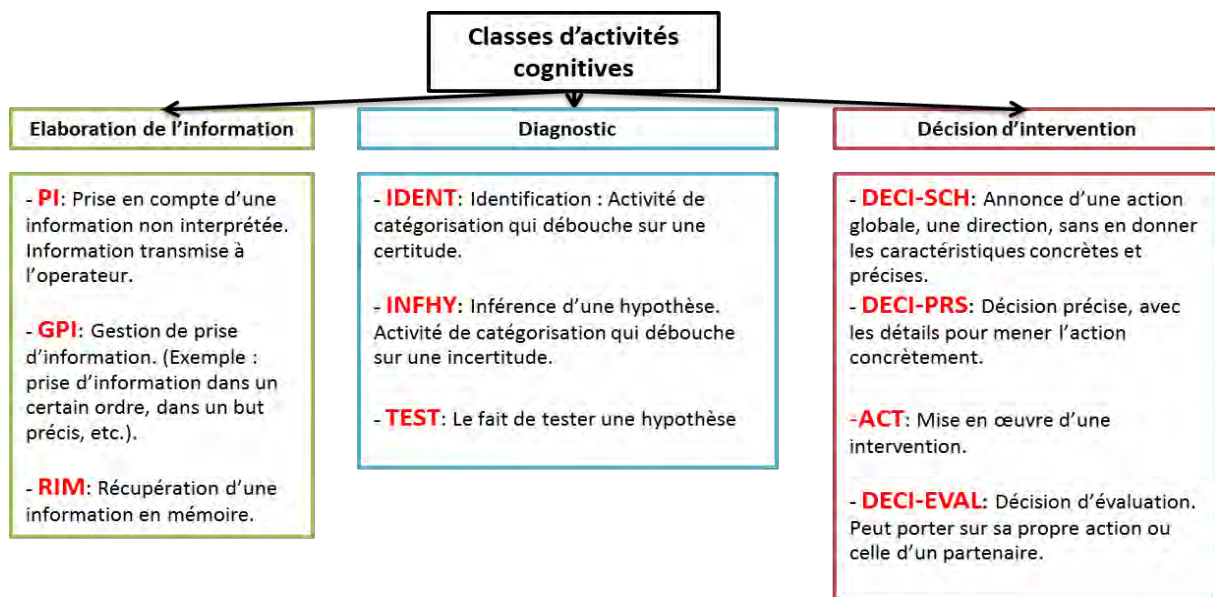 Classes d’activités
cognitives
Elaboration de l’information
- PI: Prise en compte d’une
information non interprétée.
Information transmise à
l’operateur.
- GPI: Gestion de prise
d’information. (Exemple :
prise d’information dans un
certain ordre, dans un but
précis, etc.).
- RIM: Récupération d’une
information en mémoire.
Diagnostic
- IDENT: Identification : Activité de
catégorisation qui débouche sur une
certitude.
- INFHY: Inférence d’une hypothèse.
Activité de catégorisation qui débouche
sur une incertitude.
- TEST: Le fait de tester une hypothèse
Décision d’intervention
- DECI-SCH: Annonce d’une action
globale, une direction, sans en donner
les caractéristiques concrètes et
précises.
- DECI-PRS: Décision précise, avec
les détails pour mener l’action
concrètement.
-ACT: Mise en œuvre d’une
intervention.
- DECI-EVAL: Décision d’évaluation.
Peut porter sur sa propre action ou
celle d’un partenaire.